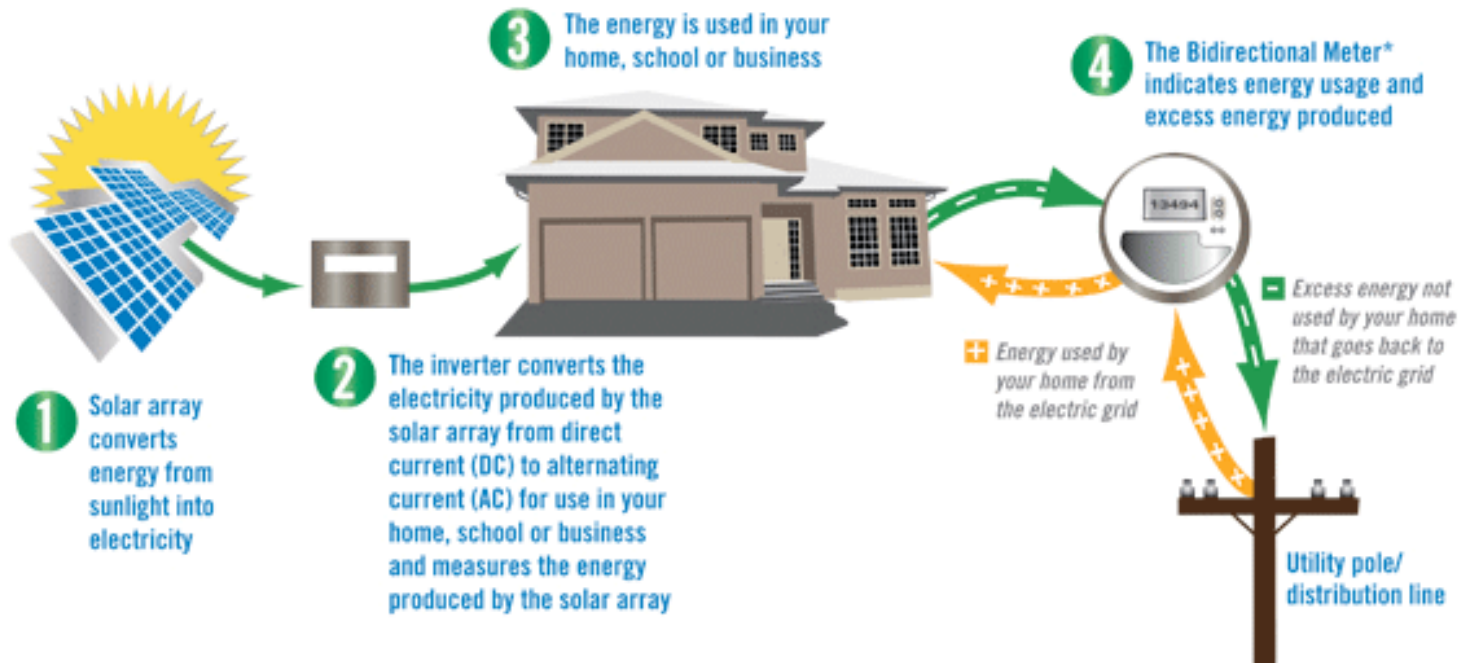 1
Solar array
converts
energy from
sunlight into
electricity
2
The inverter converts the
electricity produced by the
solar array from direct
current (DC) to alternating
current (AC) for use in your
home, school or business
and measures the energy
produced by the solar array
3
The energy is used in your
home, school or business
4
The Bidirectional Meter*
indicates energy usage and
excess energy produced
13494
+ Energy used by
your home from
the electric grid
- Excess energy not
used by your home
that goes back to
the electric grid
Utility pole/
distribution line